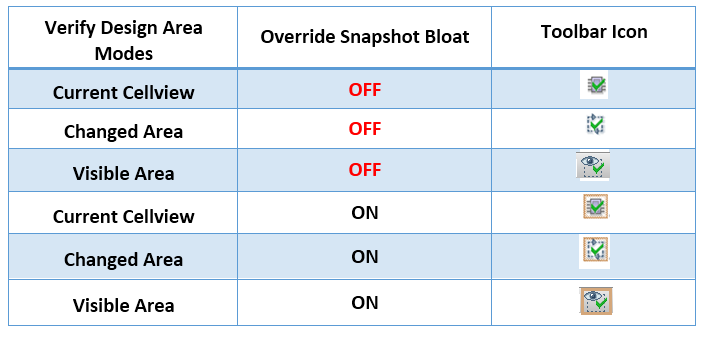 Verify Design Area Override Snapshot Bloat Toolbar Icon
Modes
Current Cellview OFF
Changed Area OFF
Visible Area OFF
Current Cellview ON
Changed Area ON
Visible Area ON